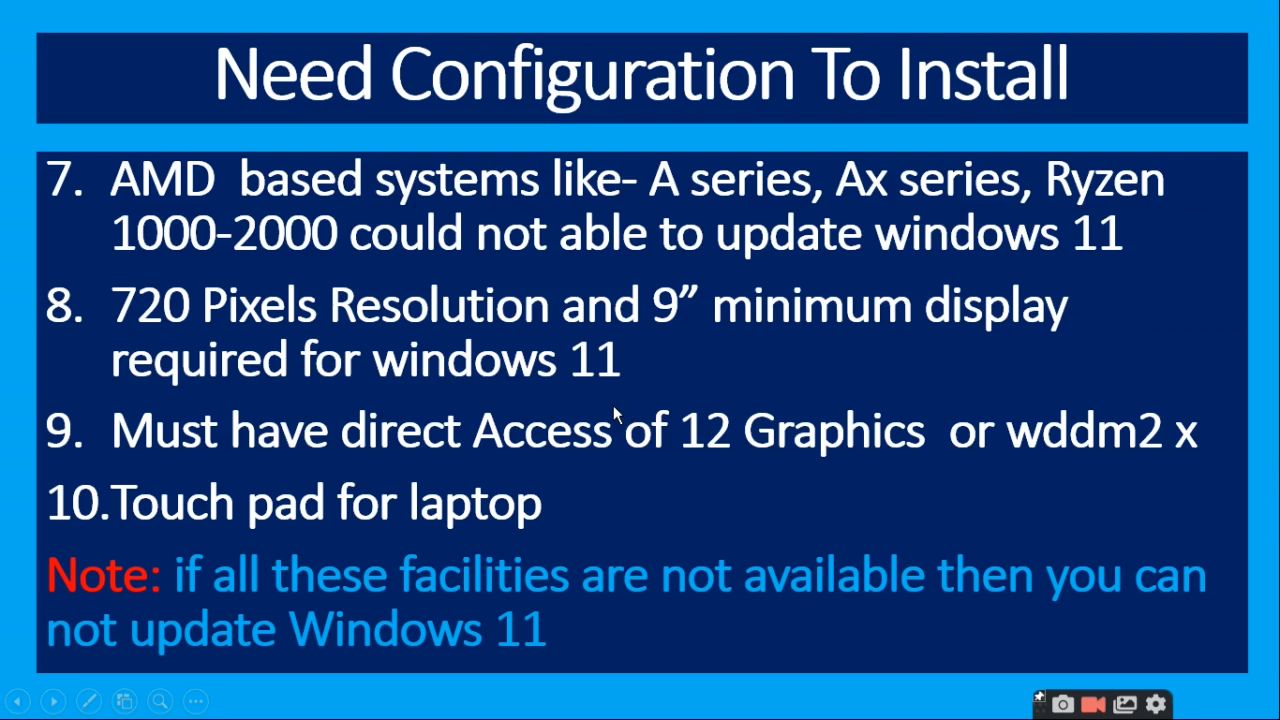 Need Configuration To Install
7. AMD based systems like- A series, Ax series, Ryzen
1000-2000 could not able to update windows 11
8. 720 Pixels Resolution and 9” minimum display
required for windows 11
9. Must have direct Access of 12 Graphics or wddm2 x
10.Touch pad for laptop
Note: if all these facilities are not available then you can
not update Windows 11